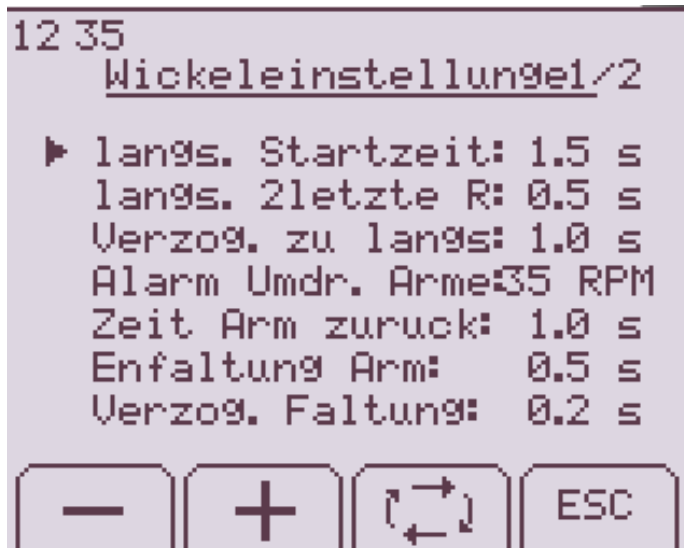 12 35
Wickeleinstellunge1/2
langs. Startzeit: 1.5 s
langs. 2letzte R: 0.5 s
Verzog. zu langs: 1.0 s
Alarm Umdr. Arme:35 RPM
Zeit Arm zuruck: 1.0 s
Enfaltung Arm: 0.5 s
Verzog. Faltung: 0.2 s
− + ESC